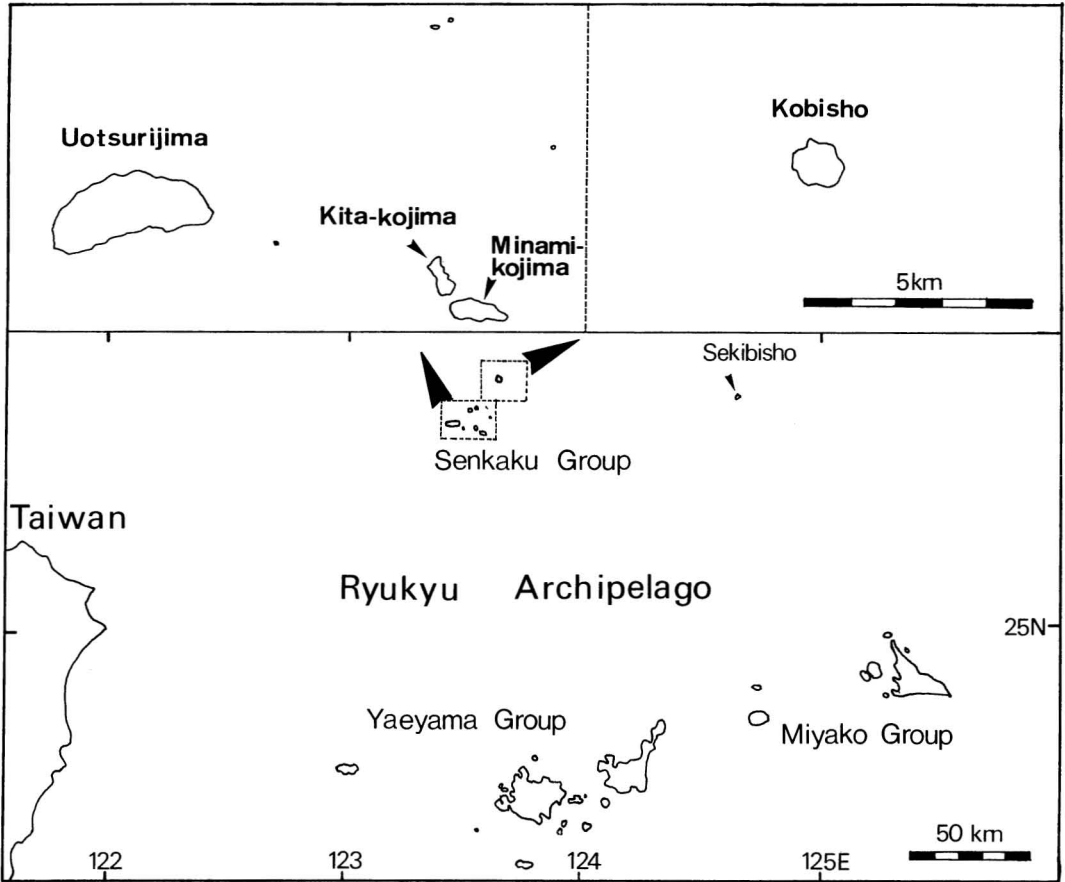 Uotsurijima
Kobisho
Kita-kojima
Minami-
kojima
5km
Sekibisho
Senkaku Group
Taiwan
Ryukyu Archipelago
25N
Yaeyama Group
Miyako Group
50 km
122
123
124
125E